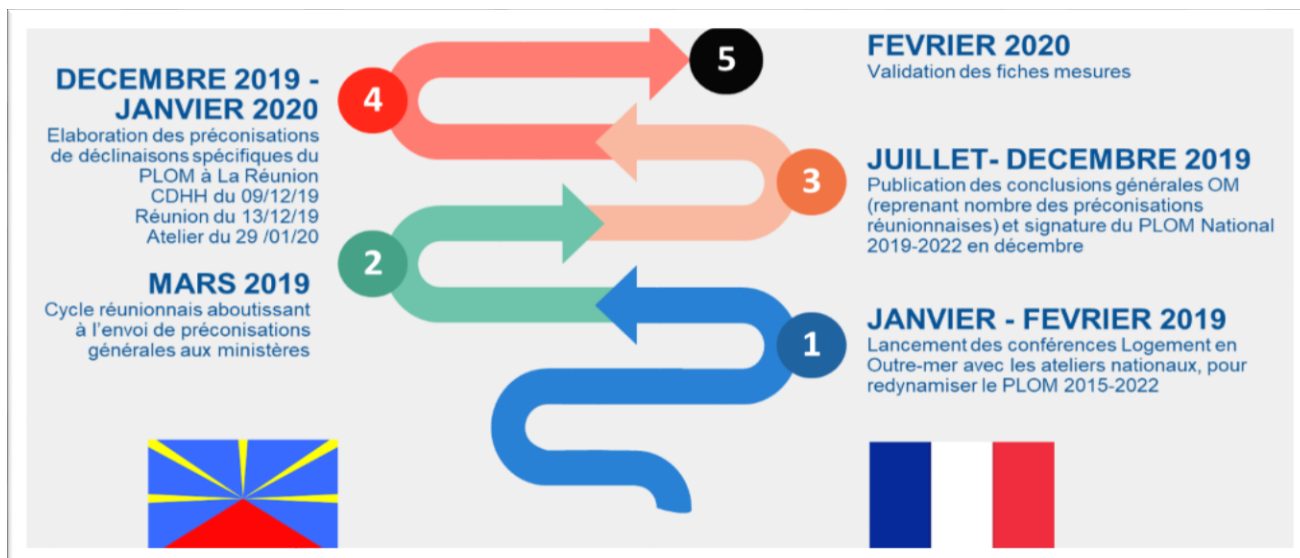 5
FEVRIER 2020
Validation des fiches mesures
DECEMBRE 2019 -
JANVIER 2020
4
Elaboration des préconisations
de déclinaisons spécifiques du
PLOM à La Réunion
CDHH du 09/12/19
Réunion du 13/12/19
Atelier du 29 /01/20
3
JUILLET- DECEMBRE 2019
Publication des conclusions générales OM
(reprenant nombre des préconisations
réunionnaises) et signature du PLOM National
2019-2022 en décembre
2
MARS 2019
Cycle réunionnais aboutissant
à l'envoi de préconisations
générales aux ministères
1
JANVIER - FEVRIER 2019
Lancement des conférences Logement en
Outre-mer avec les ateliers nationaux, pour
redynamiser le PLOM 2015-2022